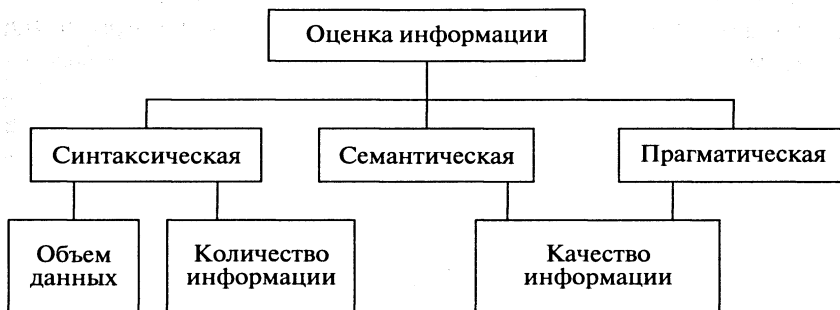 Оценка информации
Синтаксическая
Семантическая
Прагматическая
Объем
данных
Количество
информации
Качество
информации